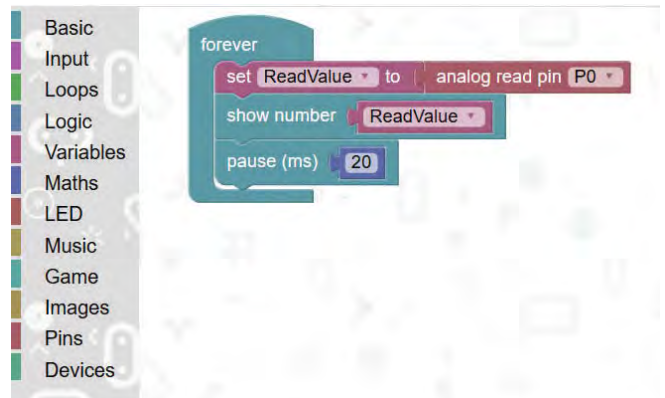 Basic
Input
Loops
Logic
Variables
Maths
LED
Music
Game
Images
Pins
Devices
forever
set ReadValue to analog read pin P0
show number ReadValue
pause (ms) 20